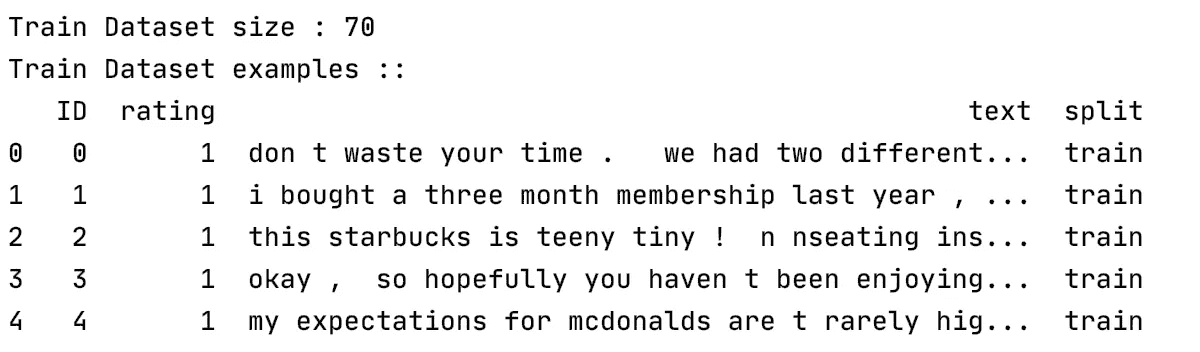 Train Dataset size : 70
Train Dataset examples ::
ID rating text split
0 0 1 don t waste your time . we had two different... train
1 1 1 i bought a three month membership last year , ... train
2 2 1 this starbucks is teeny tiny ! n nseating ins... train
3 3 1 okay , so hopefully you haven t been enjoying... train
4 4 1 my expectations for mcdonalds are t rarely hig... train